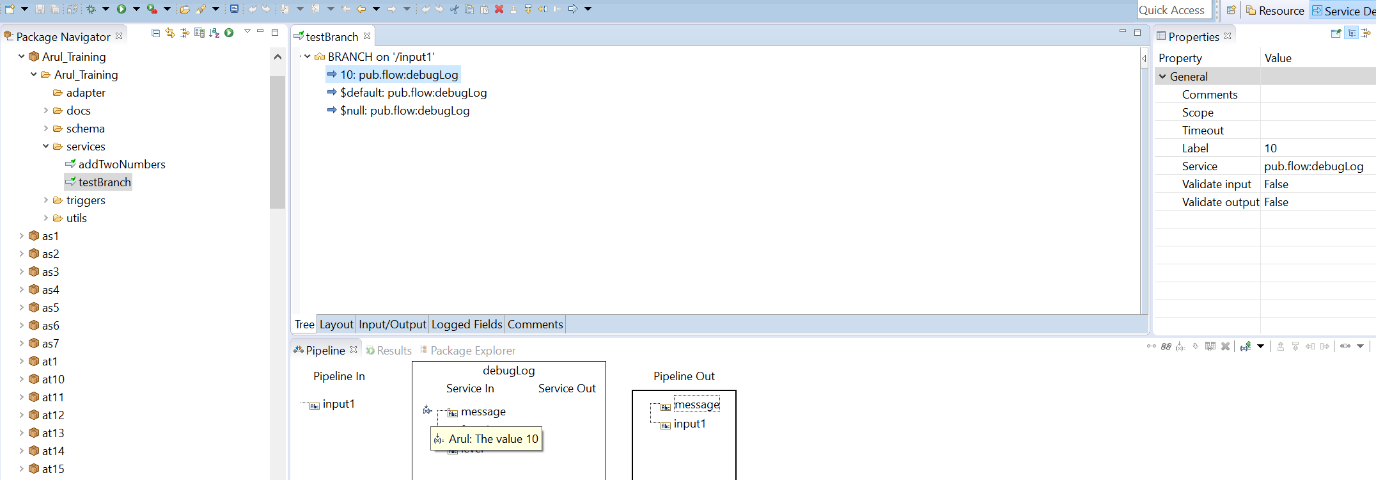 Quick Access
Resource
Service De
Package Navigator
Arul_Training
Arul_Training
adapter
docs
schema
services
addTwoNumbers
testBranch
triggers
utils
as1
as2
as3
as4
as5
as6
as7
at1
at10
at11
at12
at13
at14
at15
testBranch
BRANCH on '/input1'
10: pub.flow:debugLog
$default: pub.flow:debugLog
$null: pub.flow:debugLog
Tree Layout Input/Output Logged Fields Comments
Properties
Property Value
General
Comments
Scope
Timeout
Label 10
Service pub.flow:debugLog
Validate input False
Validate output False
Pipeline Results Package Explorer
Pipeline In
input1
debugLog
Service In Service Out
message
Arul: The value 10
Pipeline Out
message
input1